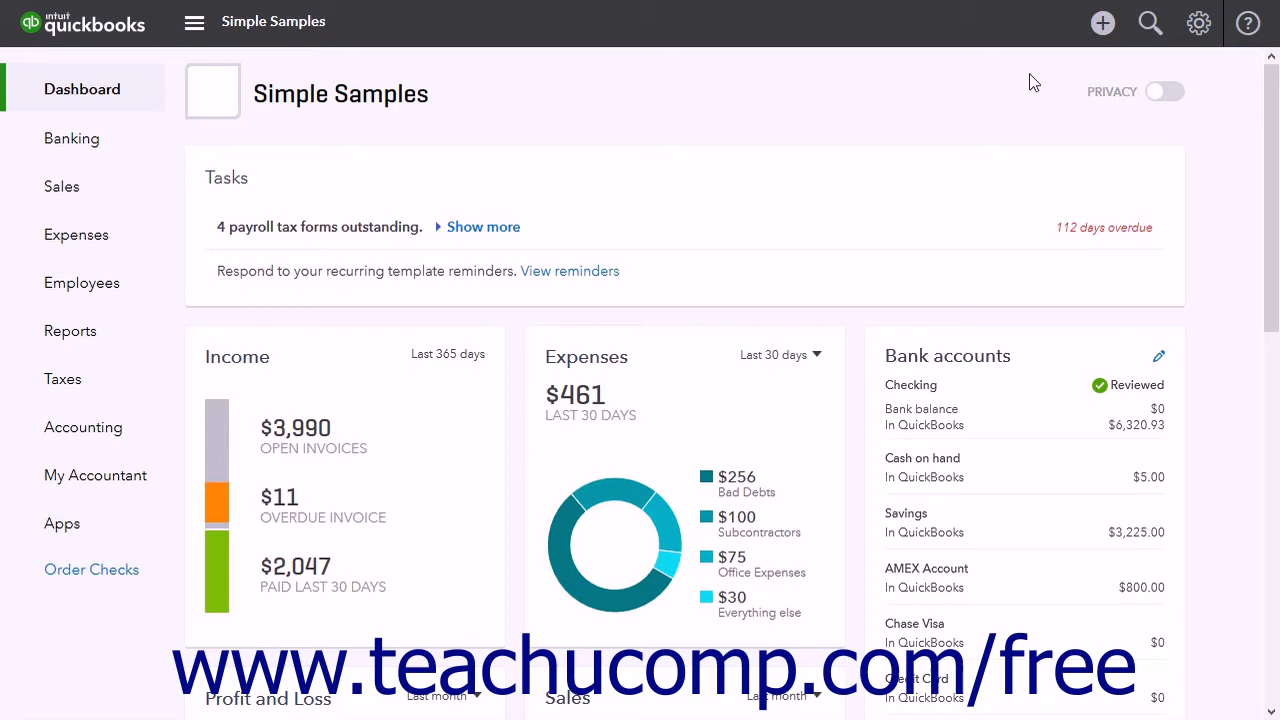 intuit
quickbooks
Simple Samples
Dashboard
Banking
Sales
Expenses
Employees
Reports
Taxes
Accounting
My Accountant
Apps
Order Checks
Simple Samples
PRIVACY
Tasks
4 payroll tax forms outstanding. Show more 112 days overdue
Respond to your recurring template reminders. View reminders
Income Last 365 days
$3,990
OPEN INVOICES
$11
OVERDUE INVOICE
$2,047
PAID LAST 30 DAYS
Expenses Last 30 days
$461
LAST 30 DAYS
$256
Bad Debts
$100
Subcontractors
$75
Office Expenses
$30
Everything else
Bank accounts
Checking Reviewed
Bank balance $0
In QuickBooks $6,320.93
Cash on hand
In QuickBooks $5.00
Savings
In QuickBooks $3,225.00
AMEX Account
In QuickBooks $800.00
Chase Visa
In QuickBooks $0
Credit Card
In QuickBooks $0
Profit and Loss Last month
Sales Last month
www.teachucomp.com/free